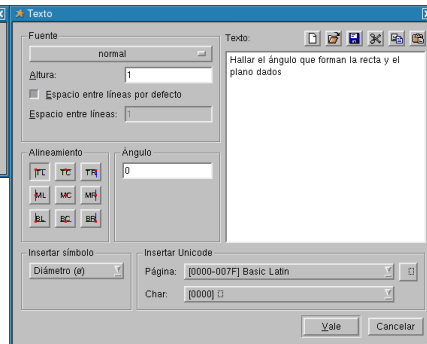 Texto
Fuente
normal
Altura: 1
Espacio entre líneas por defecto
Espacio entre líneas: 1
Alineamiento
TL TC TR
ML MC MR
BL BC BR
Ángulo
0
Texto:
Hallar el ángulo que forman la recta y el
plano dados
Insertar símbolo
Diámetro (ø)
Insertar Unicode
Página: [0000-007F] Basic Latin
Char: [0000]
Vale Cancelar